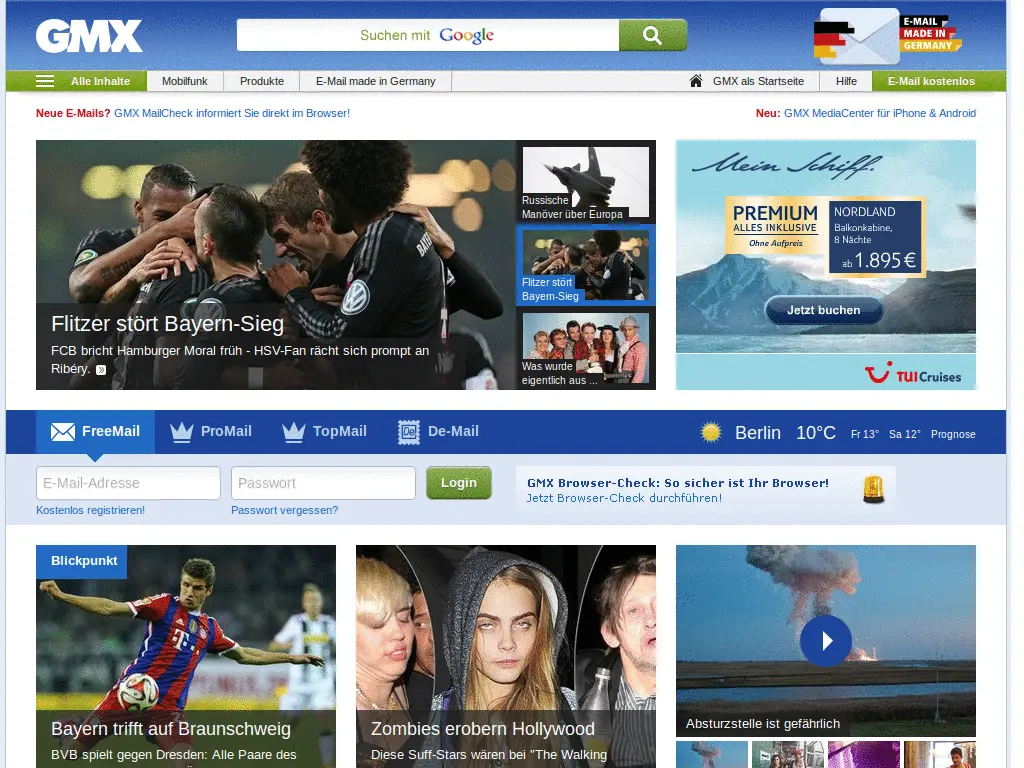 GMX
Suchen mit Google
E-MAIL
MADE IN
GERMANY
Alle Inhalte
Mobilfunk
Produkte
E-Mail made in Germany
GMX als Startseite
Hilfe
E-Mail kostenlos
Neue E-Mails? GMX MailCheck informiert Sie direkt im Browser!
Neu: GMX MediaCenter für iPhone & Android
Flitzer stört Bayern-Sieg
FCB bricht Hamburger Moral früh - HSV-Fan rächt sich prompt an
Ribéry.
Russische
Manöver über Europa
Flitzer stört
Bayern-Sieg
Was wurde
eigentlich aus ...
Mein Schiff.
PREMIUM
ALLES INKLUSIVE
Ohne Aufpreis
NORDLAND
Balkonkabine,
8 Nächte
ab 1.895 €
Jetzt buchen
TUI Cruises
FreeMail
ProMail
TopMail
De-Mail
Berlin 10°C Fr 13° Sa 12° Prognose
E-Mail-Adresse
Passwort
Login
Kostenlos registrieren!
Passwort vergessen?
GMX Browser-Check: So sicher ist Ihr Browser!
Jetzt Browser-Check durchführen!
Blickpunkt
Bayern trifft auf Braunschweig
BVB spielt gegen Dresden: Alle Paare des
Zombies erobern Hollywood
Diese Suff-Stars wären bei "The Walking
Absturzstelle ist gefährlich